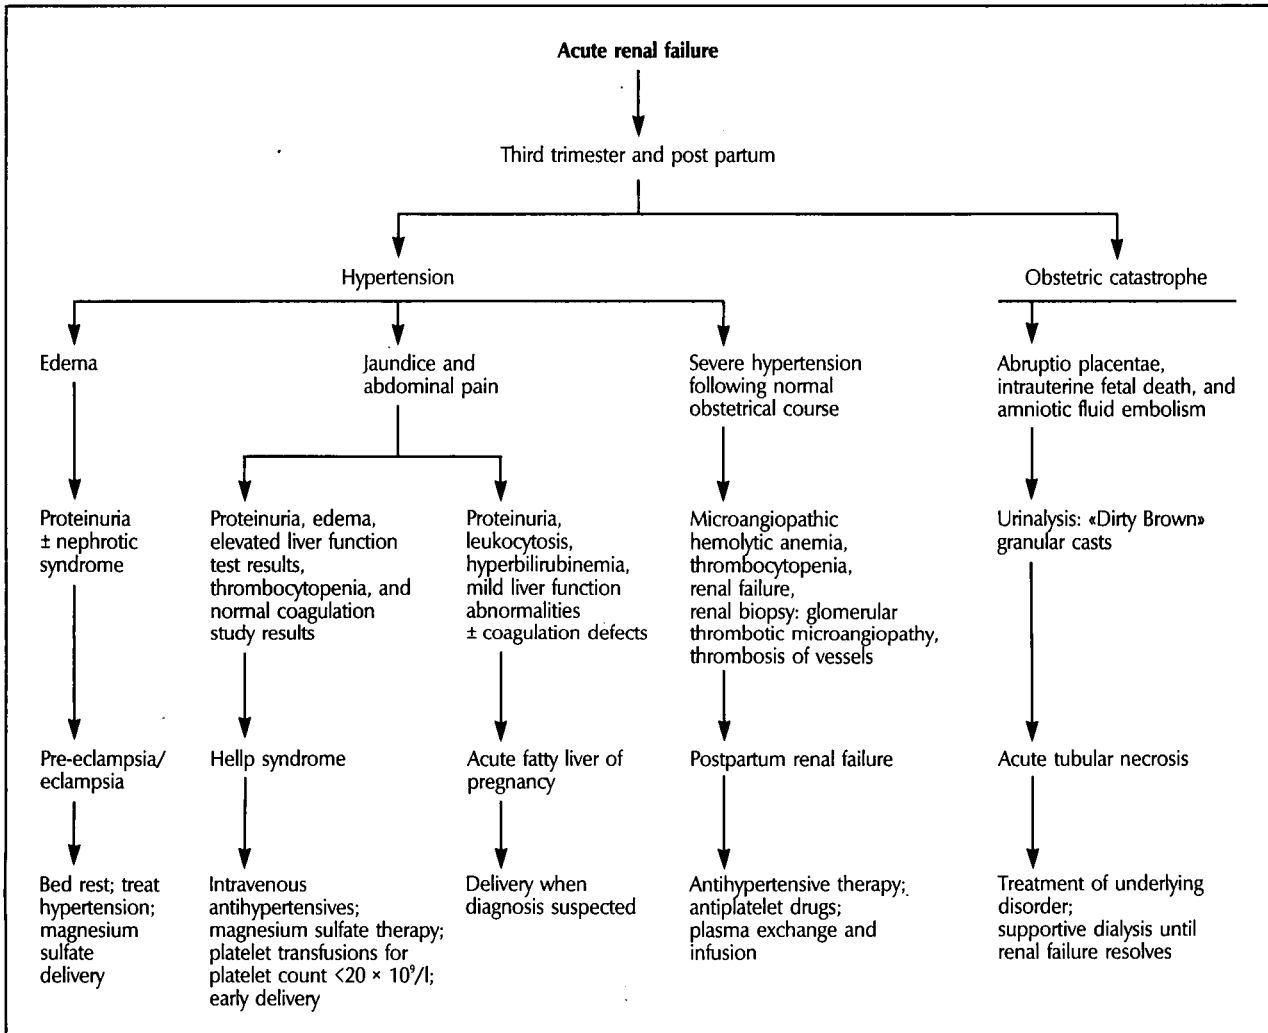 Acute renal failure
Third trimester and post partum
Hypertension
Obstetric catastrophe
Edema
Jaundice and
abdominal pain
Severe hypertension
following normal
obstetrical course
Abruptio placentae,
intrauterine fetal death, and
amniotic fluid embolism
Proteinuria
± nephrotic
syndrome
Proteinuria, edema,
elevated liver function
test results,
thrombocytopenia, and
normal coagulation
study results
Proteinuria,
leukocytosis,
hyperbilirubinemia,
mild liver function
abnormalities
± coagulation defects
Microangiopathic
hemolytic anemia,
thrombocytopenia,
renal failure,
renal biopsy: glomerular
thrombotic microangiopathy,
thrombosis of vessels
Urinalysis: «Dirty Brown»
granular casts
Pre-eclampsia/
eclampsia
Hellp syndrome
Acute fatty liver of
pregnancy
Postpartum renal failure
Acute tubular necrosis
Bed rest; treat
hypertension;
magnesium
sulfate
delivery
Intravenous
antihypertensives;
magnesium sulfate therapy;
platelet transfusions for
platelet count <20 × 10⁹/l;
early delivery
Delivery when
diagnosis suspected
Antihypertensive therapy;
antiplatelet drugs;
plasma exchange and
infusion
Treatment of underlying
disorder;
supportive dialysis until
renal failure resolves